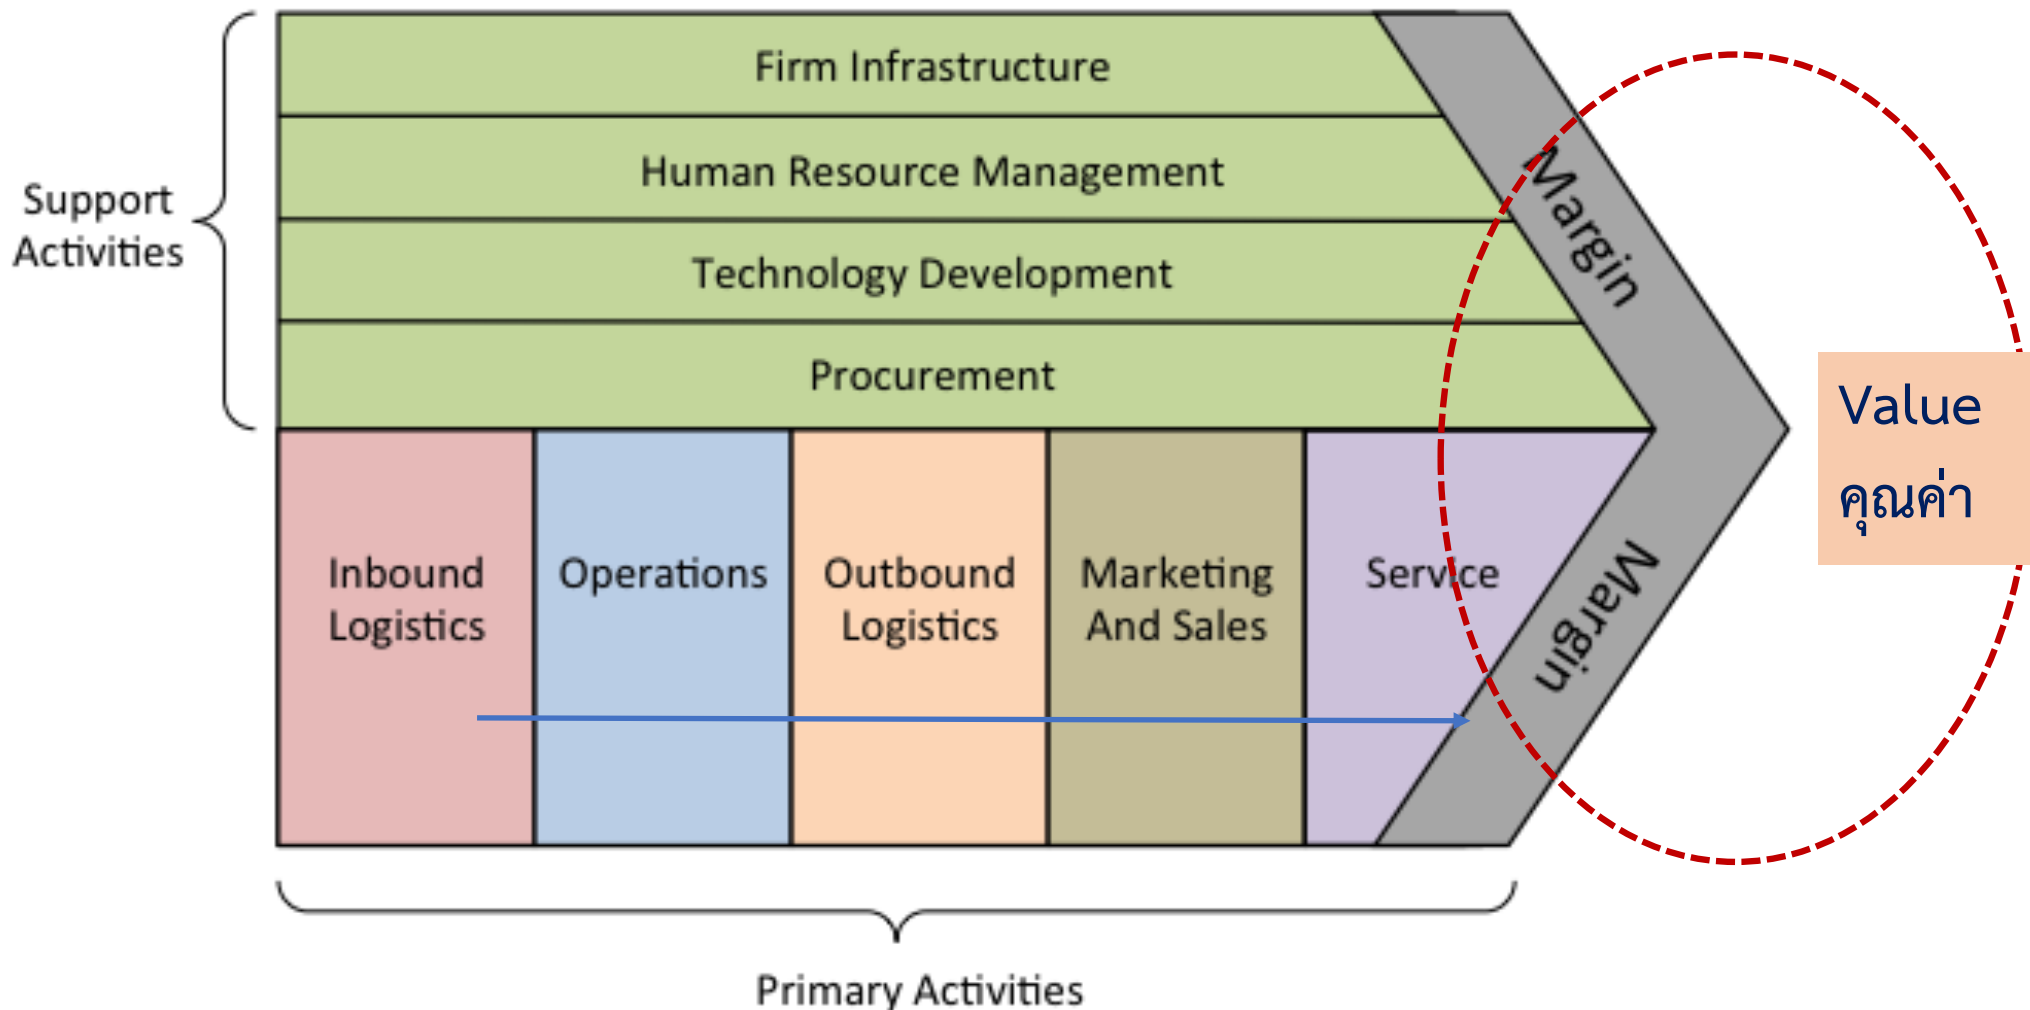 Firm Infrastructure
Human Resource Management
Support
Activities
Technology Development
Procurement
Margin
Value
คุณค่า
Inbound
Logistics
Operations
Outbound
Logistics
Marketing
And Sales
Service
Margin
Primary Activities